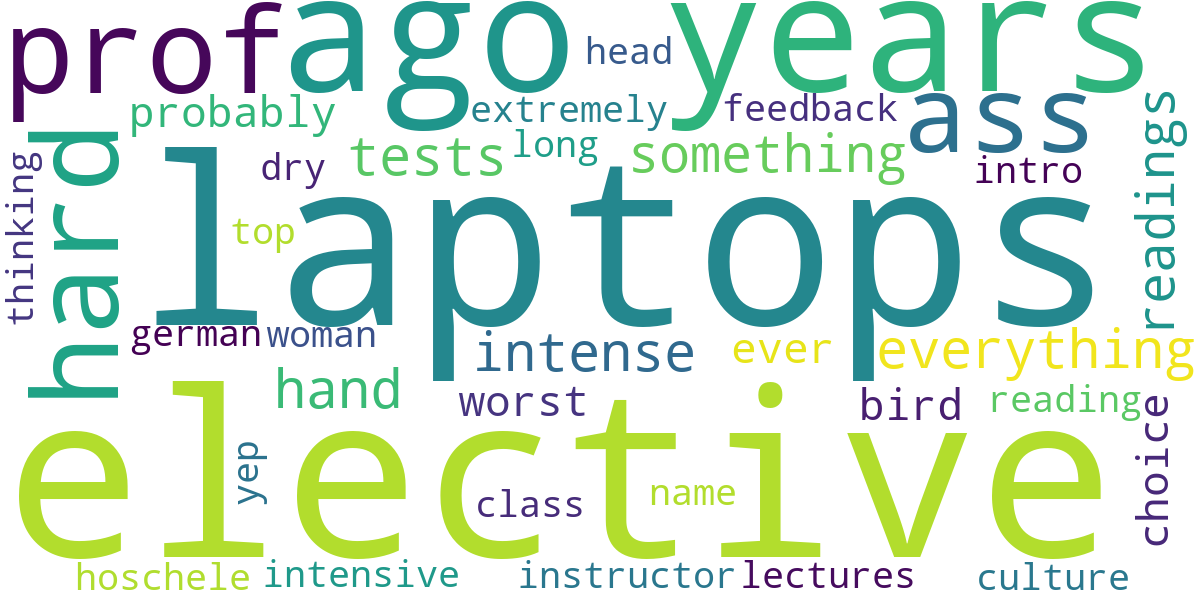 prof ago years
head
probably extremely feedback ass
hard thinking dry tests long something intro readings
laptops
top
german woman intense ever everything
hand worst bird reading choice
elective
yep class name
hoschele intensive instructor lectures culture